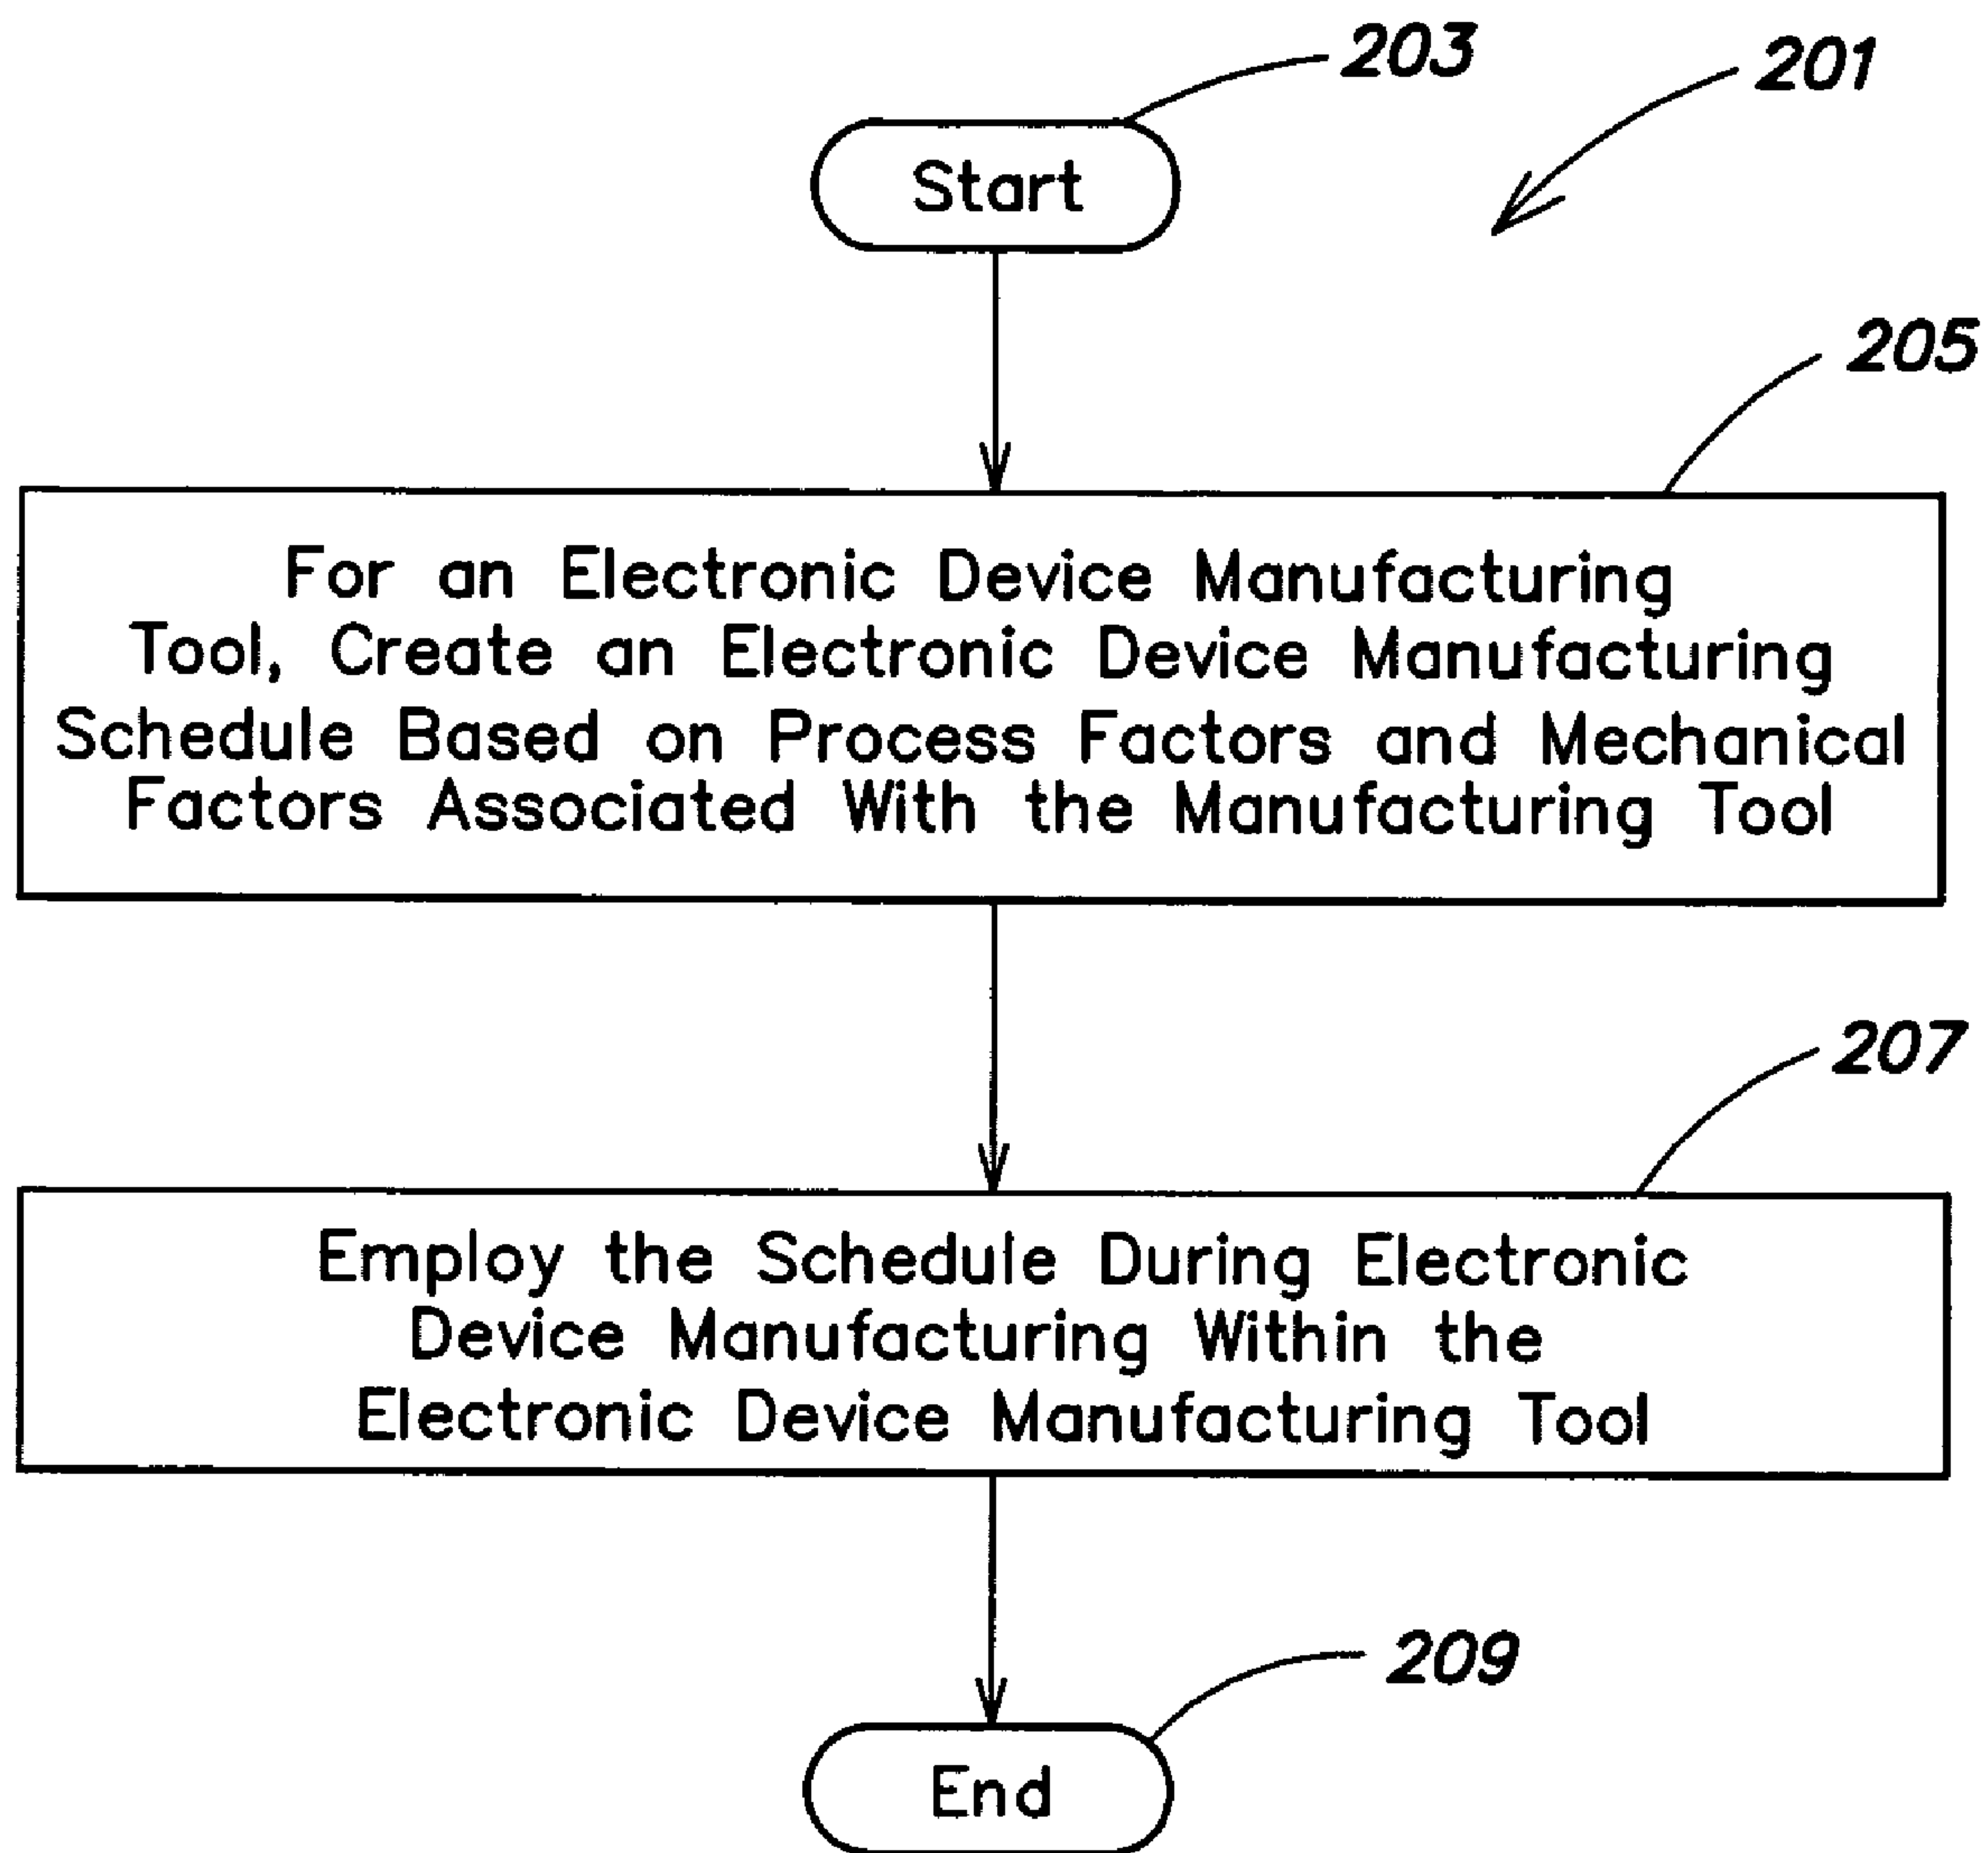 203
201
Start
205
For an Electronic Device Manufacturing
Tool, Create an Electronic Device Manufacturing
Schedule Based on Process Factors and Mechanical
Factors Associated With the Manufacturing Tool
207
Employ the Schedule During Electronic
Device Manufacturing Within the
Electronic Device Manufacturing Tool
209
End